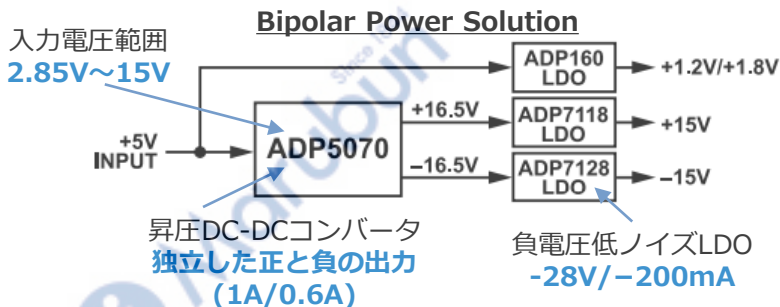 Bipolar Power Solution
入力電圧範囲
2.85V～15V
+5V
INPUT
ADP5070
+16.5V
−16.5V
ADP160
LDO
+1.2V/+1.8V
ADP7118
LDO
+15V
ADP7128
LDO
−15V
昇圧DC-DCコンバータ
独立した正と負の出力
(1A/0.6A)
負電圧低ノイズLDO
-28V/−200mA
Marubun
Since 1844